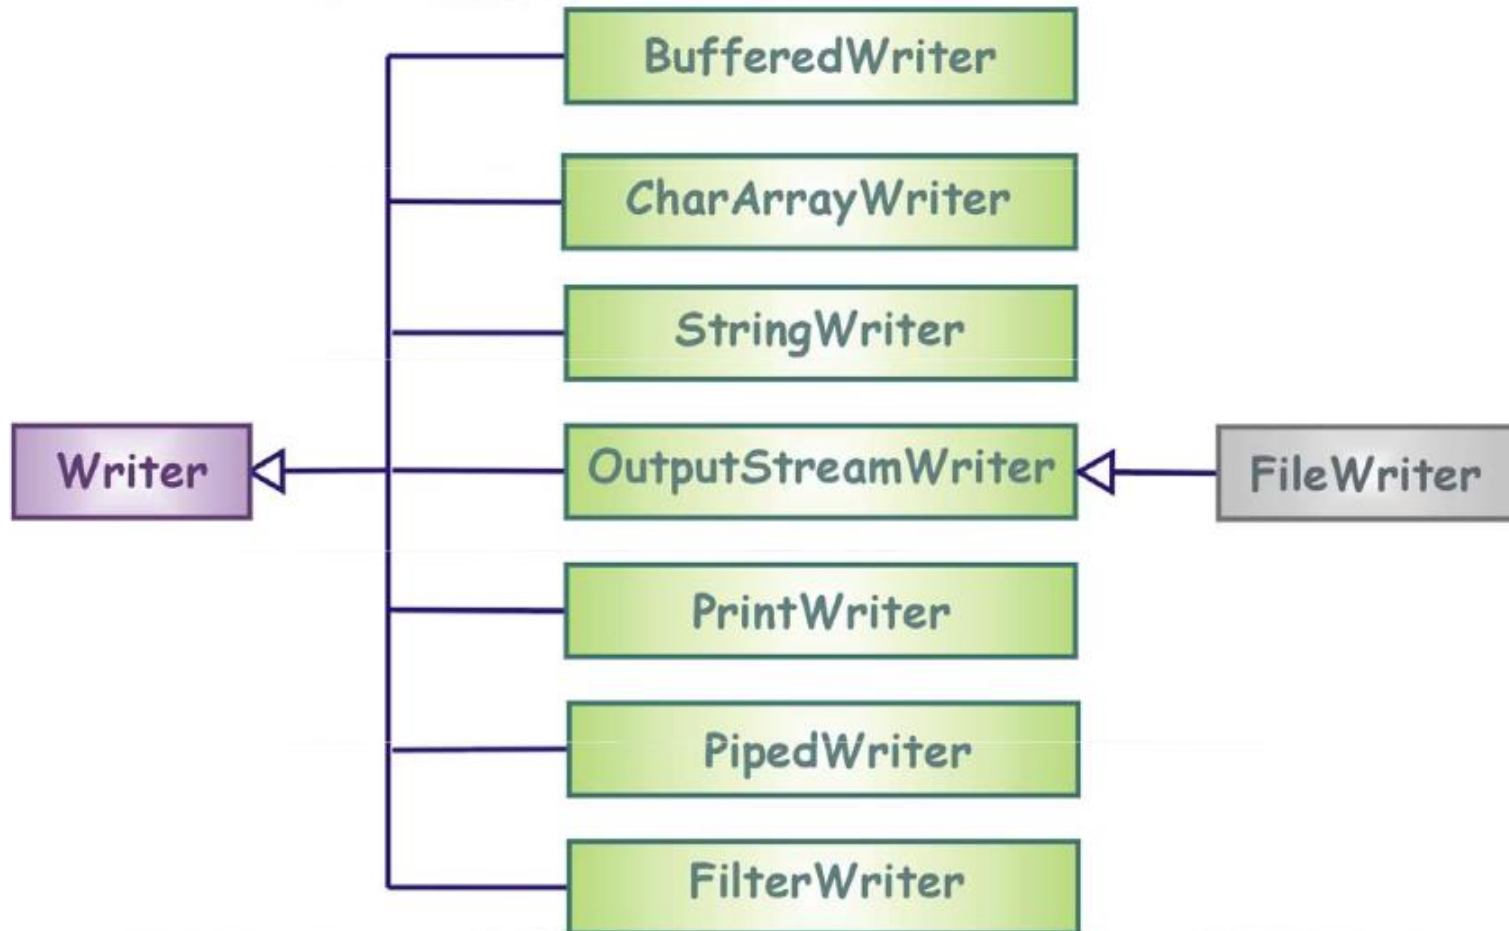 BufferedWriter
CharArrayWriter
StringWriter
Writer
OutputStreamWriter
FileWriter
PrintWriter
PipedWriter
FilterWriter